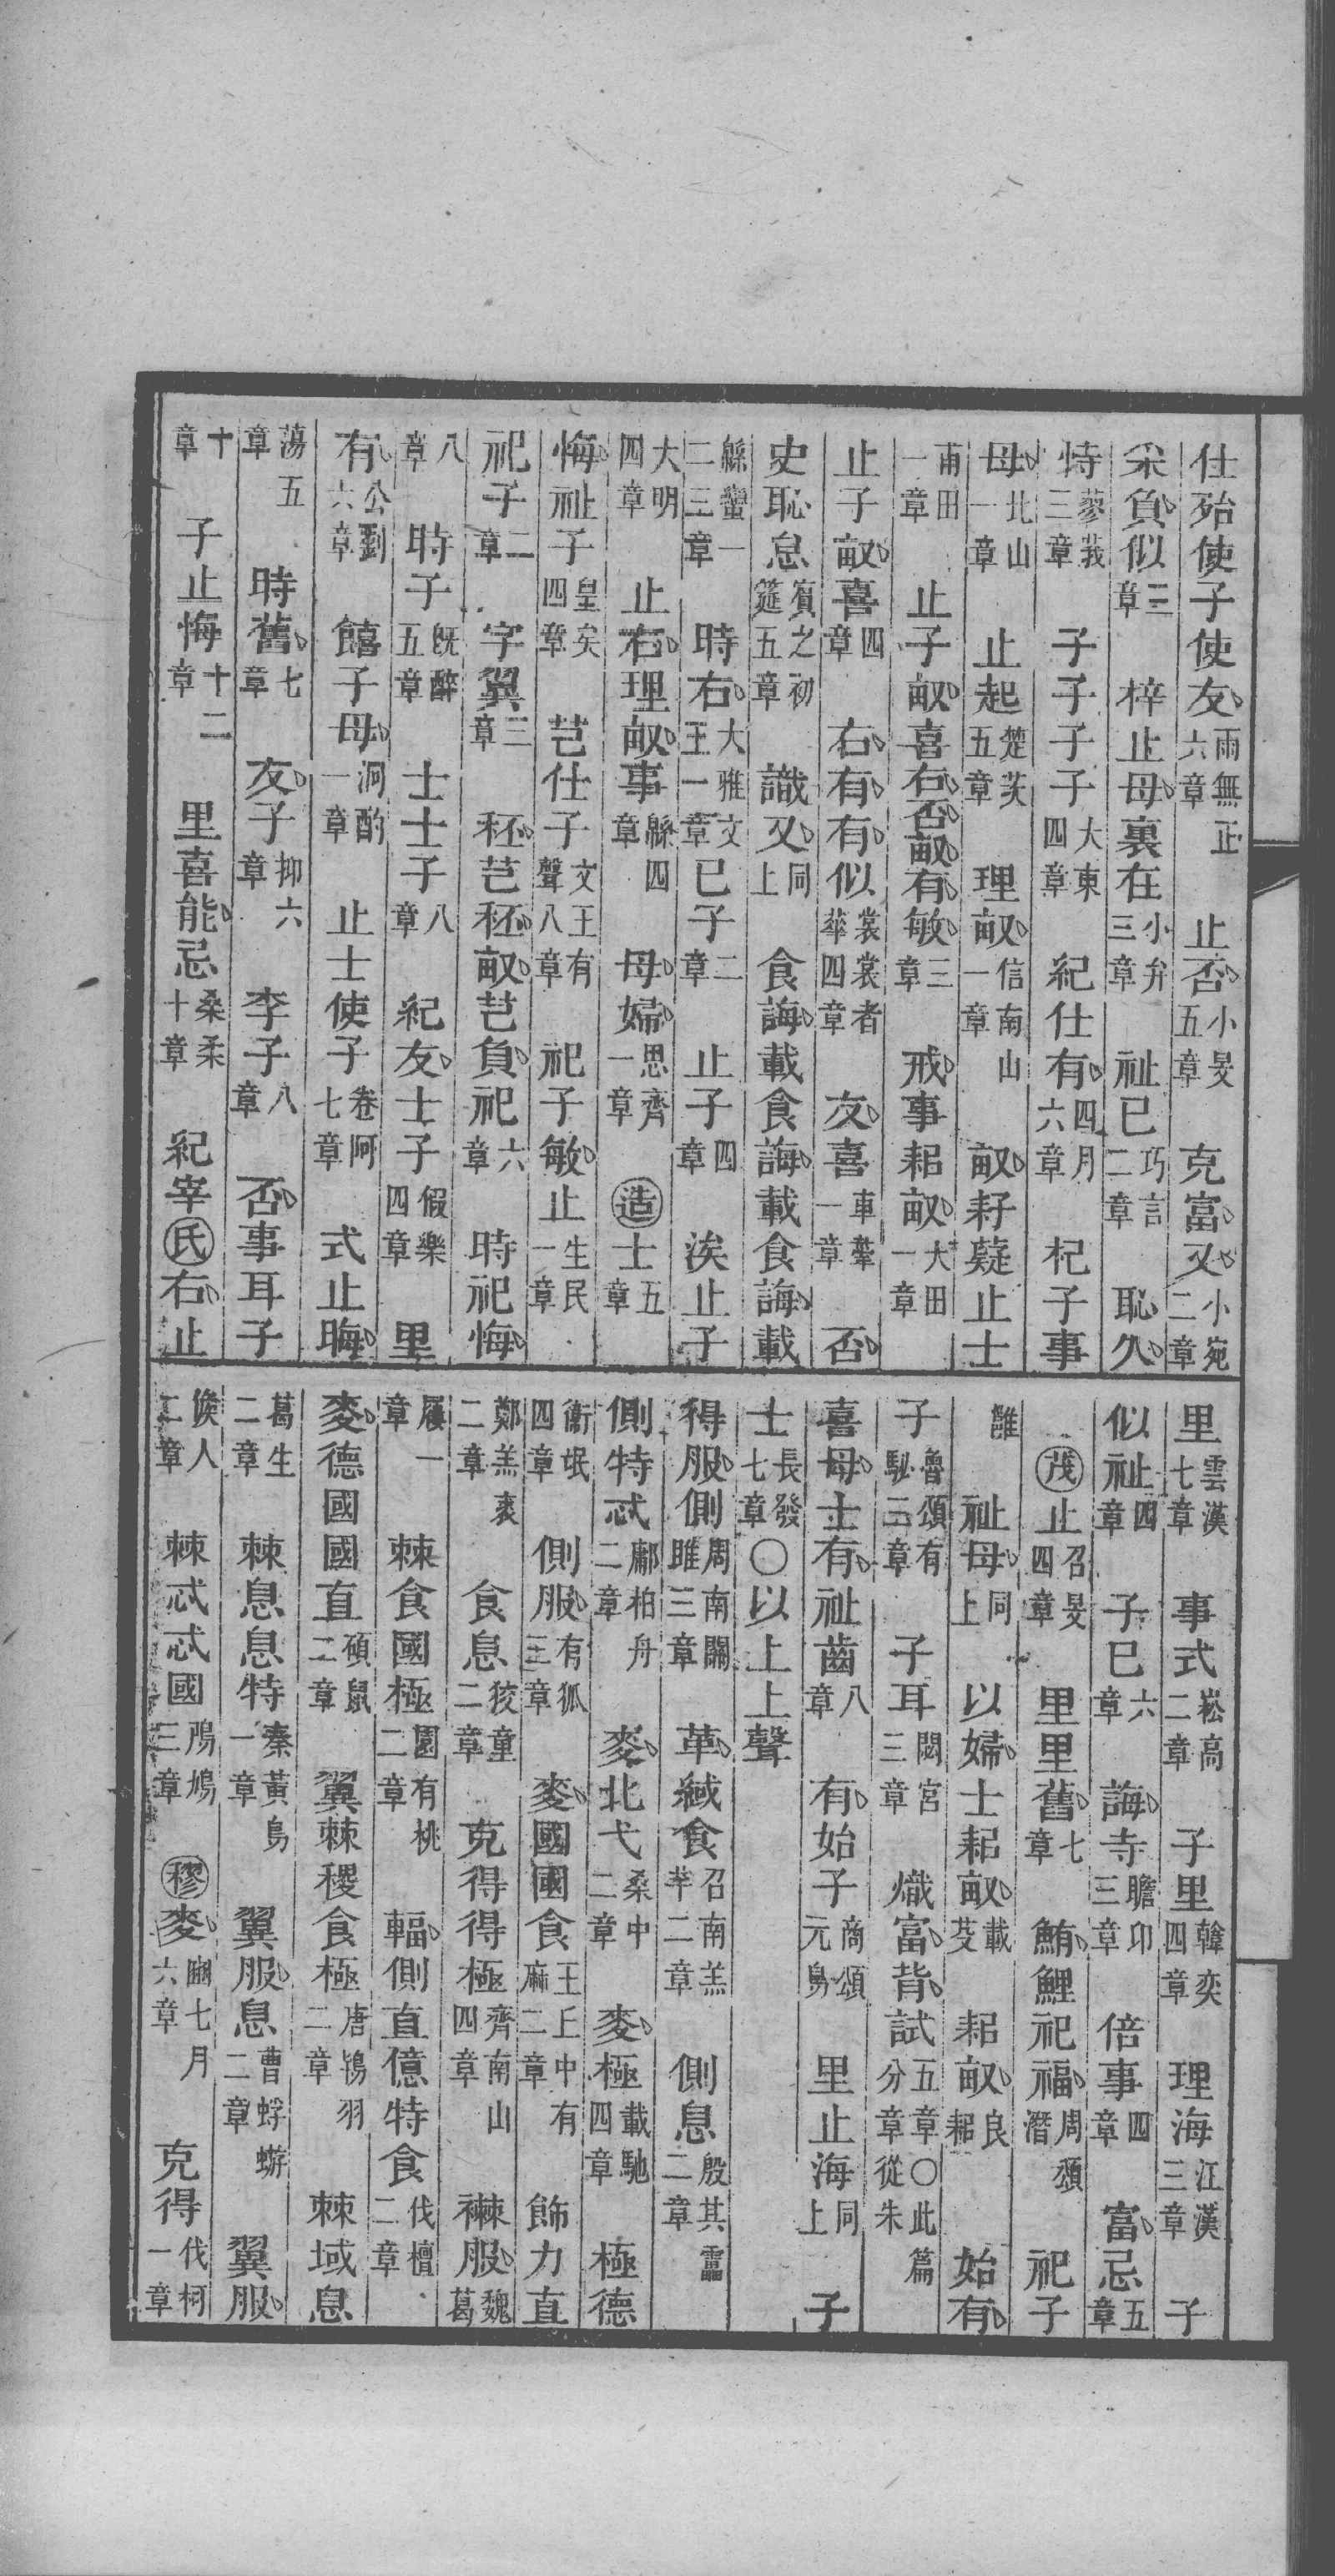 仕殆使子使友雨無正六章止否小旻五章克富又小宛二章
采負似三章梓止母裏在小弁三章祉已巧言二章恥久
恃蓼莪三章子子子子大東四章紀仕有四月六章杞子事
母北山一章止起楚茨五章理畝信南山一章畝耔薿止士
甫田一章止子畝喜右否畝有敏三章戒事耜畝大田一章
止子畝喜四章右有有似裳裳者華四章友喜車舝一章否
史恥怠賓之初筵五章識又同上食誨載食誨載食誨載
緜蠻一二三章時右大雅文王一章已子二章止子四章涘止子
大明四章止右理畝事緜四章母婦思齊一章造士五章
悔祉子皇矣四章芑仕子文王有聲八章祀子敏止生民一章
祀子二章字翼三章秠芑秠畝芑負祀六章時祀悔
八章時子既醉五章士士子八章紀友士子假樂四章里
有公劉六章饎子母泂酌一章止士使子卷阿七章式止晦
蕩五章時舊七章友子抑六章李子八章否事耳子
十章子止悔十二章里喜能忌桑柔十章紀宰氏右止
里雲漢七章事式崧高二章子里韓奕四章理海江漢三章子
似祉四章子已六章誨寺瞻卬三章倍事四章富忌五章
茂止召旻四章里里舊七章鮪鯉祀福周頌潛祀子
雝祉母同上以婦士耜畝載芟耜畝良耜始有
子魯頌有駜三章子耳閟宮三章熾富背試五章○此篇分章從朱
喜母士有祉齒八章有始子商頌元鳥里止海同上子
士長發七章○以上上聲
得服側周南關雎三章革緎食召南羔羊二章側息殷其靁二章
側特忒鄘柏舟二章麥北弋桑中二章麥極載馳四章極德
衞氓四章側服有狐三章麥國國食王丘中有麻二章飾力直
鄭羔裘二章食息狡童二章克得得極齊南山四章襋服魏葛
屨一章棘食國極園有桃二章輻側直億特食伐檀二章
麥德國國直碩鼠二章翼棘稷食極唐鴇羽二章棘域息
葛生二章棘息息特秦黃鳥一章翼服息曹蜉蝣二章翼服
候人二章棘忒忒國鳲鳩三章穋麥豳七月六章克得伐柯一章